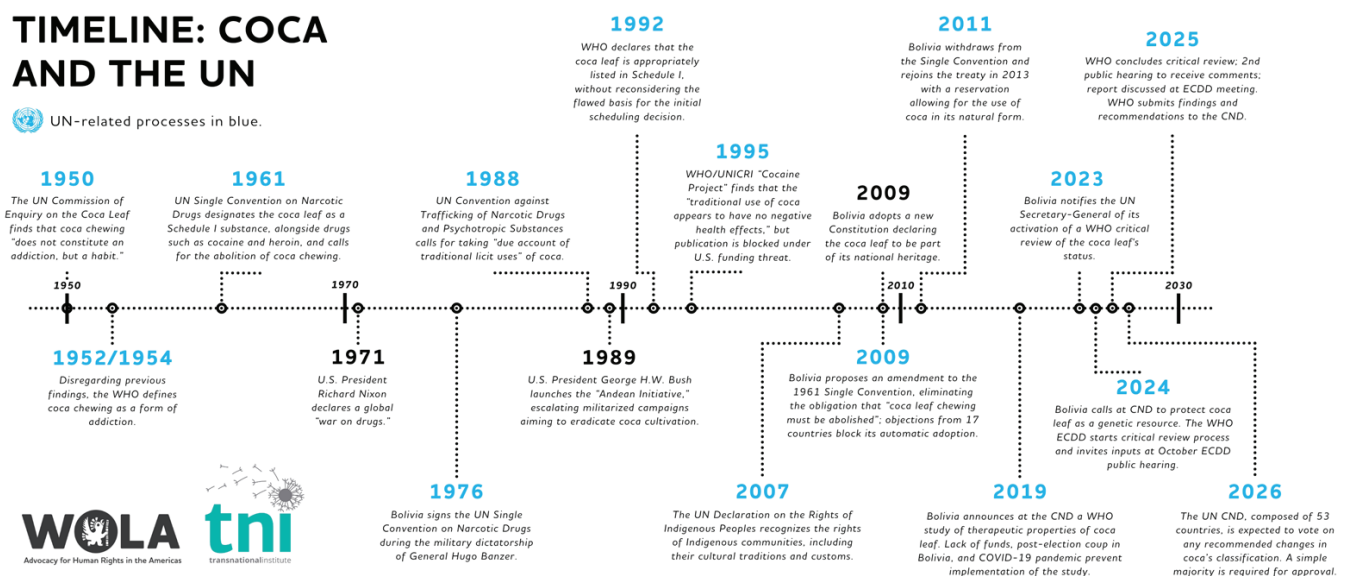 TIMELINE: COCA
AND THE UN
UN-related processes in blue.
1950
The UN Commission of
Enquiry on the Coca Leaf
finds that coca chewing
"does not constitute an
addiction, but a habit."
1961
UN Single Convention on Narcotic
Drugs designates the coca leaf as a
Schedule I substance, alongside drugs
such as cocaine and heroin, and calls
for the abolition of coca chewing.
1988
UN Convention against
Trafficking of Narcotic Drugs
and Psychotropic Substances
calls for taking "due account of
traditional licit uses" of coca.
1992
WHO declares that the
coca leaf is appropriately
listed in Schedule I,
without reconsidering the
flawed basis for the initial
scheduling decision.
1995
WHO/UNICRI "Cocaine
Project" finds that the
"traditional use of coca
appears to have no negative
health effects," but
publication is blocked under
U.S. funding threat.
2009
Bolivia adopts a new
Constitution declaring
the coca leaf to be part
of its national heritage.
2011
Bolivia withdraws from
the Single Convention and
rejoins the treaty in 2013
with a reservation
allowing for the use of
coca in its natural form.
2023
Bolivia notifies the UN
Secretary-General of its
activation of a WHO critical
review of the coca leaf's
status.
2025
WHO concludes critical review; 2nd
public hearing to receive comments;
report discussed at ECDD meeting.
WHO submits findings and
recommendations to the CND.
1950
1970
1990
2010
2030
1952/1954
Disregarding previous
findings, the WHO defines
coca chewing as a form of
addiction.
1971
U.S. President
Richard Nixon
declares a global
"war on drugs."
1976
Bolivia signs the UN Single
Convention on Narcotic Drugs
during the military dictatorship
of General Hugo Banzer.
1989
U.S. President George H.W. Bush
launches the "Andean Initiative,"
escalating militarized campaigns
aiming to eradicate coca cultivation.
2007
The UN Declaration on the Rights of
Indigenous Peoples recognizes the rights
of Indigenous communities, including
their cultural traditions and customs.
2009
Bolivia proposes an amendment to the
1961 Single Convention, eliminating
the obligation that "coca leaf chewing
must be abolished"; objections from 17
countries block its automatic adoption.
2019
Bolivia announces at the CND a WHO
study of therapeutic properties of coca
leaf. Lack of funds, post-election coup in
Bolivia, and COVID-19 pandemic prevent
implementation of the study.
2024
Bolivia calls at CND to protect coca
leaf as a genetic resource. The WHO
ECDD starts critical review process
and invites inputs at October ECDD
public hearing.
2026
The UN CND, composed of 53
countries, is expected to vote on
any recommended changes in
coca's classification. A simple
majority is required for approval.
WOLA
Advocacy for Human Rights in the Americas
tni
transnationalinstitute